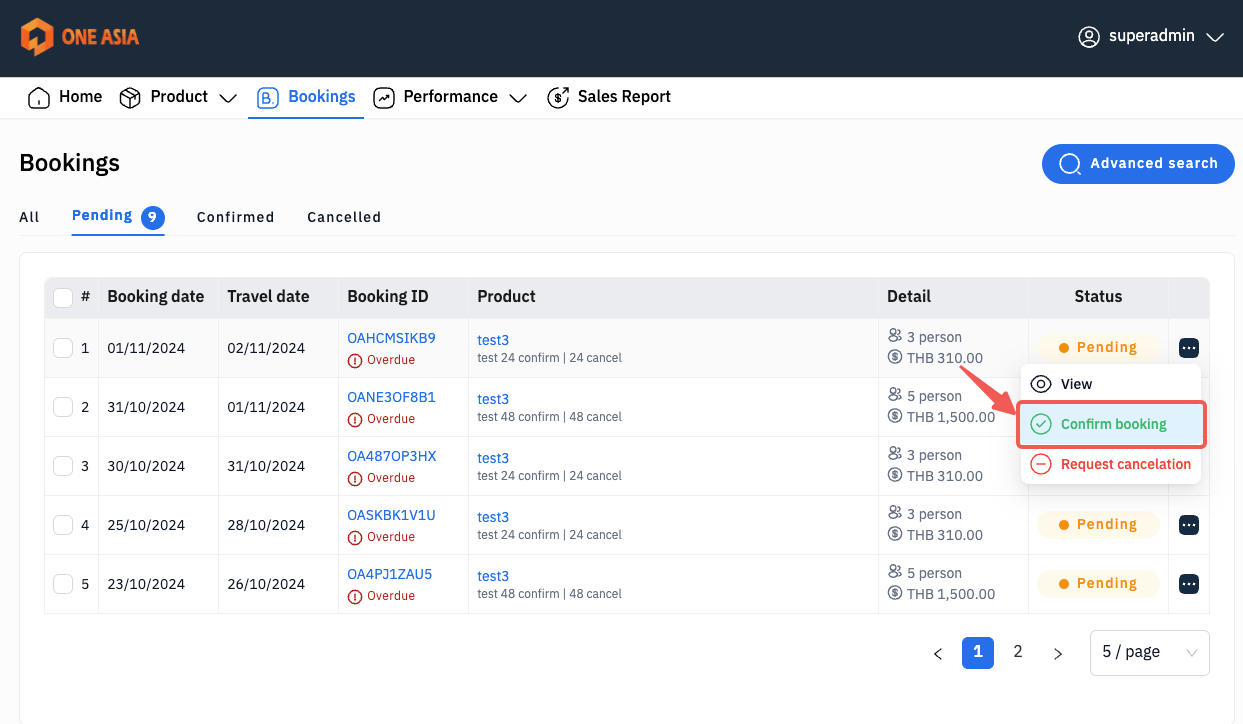 ONE ASIA
superadmin
Home Product Bookings Performance Sales Report
Bookings
Advanced search
All Pending 9 Confirmed Cancelled
# Booking date Travel date Booking ID Product Detail Status
1 01/11/2024 02/11/2024 OAHCMSIKB9 test3 3 person Pending
Overdue test 24 confirm | 24 cancel THB 310.00
View
Confirm booking
Request cancelation
2 31/10/2024 01/11/2024 OANE3OF8B1 test3 5 person
Overdue test 48 confirm | 48 cancel THB 1,500.00
3 30/10/2024 31/10/2024 OA487OP3HX test3 3 person
Overdue test 24 confirm | 24 cancel THB 310.00
4 25/10/2024 28/10/2024 OASKBK1V1U test3 3 person Pending
Overdue test 24 confirm | 24 cancel THB 310.00
5 23/10/2024 26/10/2024 OA4PJ1ZAU5 test3 5 person Pending
Overdue test 48 confirm | 48 cancel THB 1,500.00
< 1 2 > 5 / page